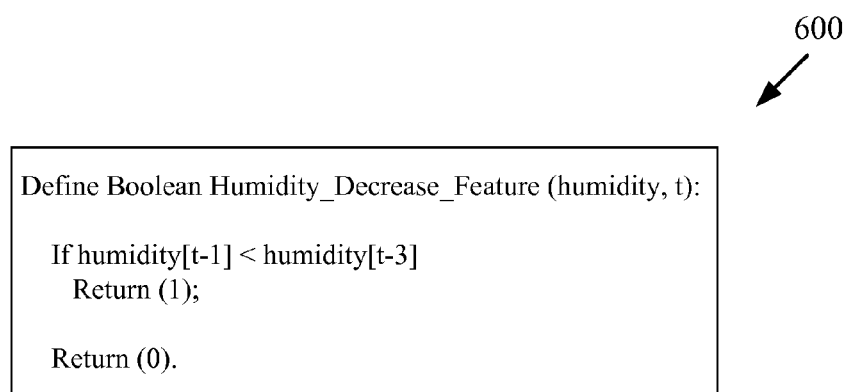 600
Define Boolean Humidity_Decrease_Feature (humidity, t):
If humidity[t-1] < humidity[t-3]
Return (1);
Return (0).